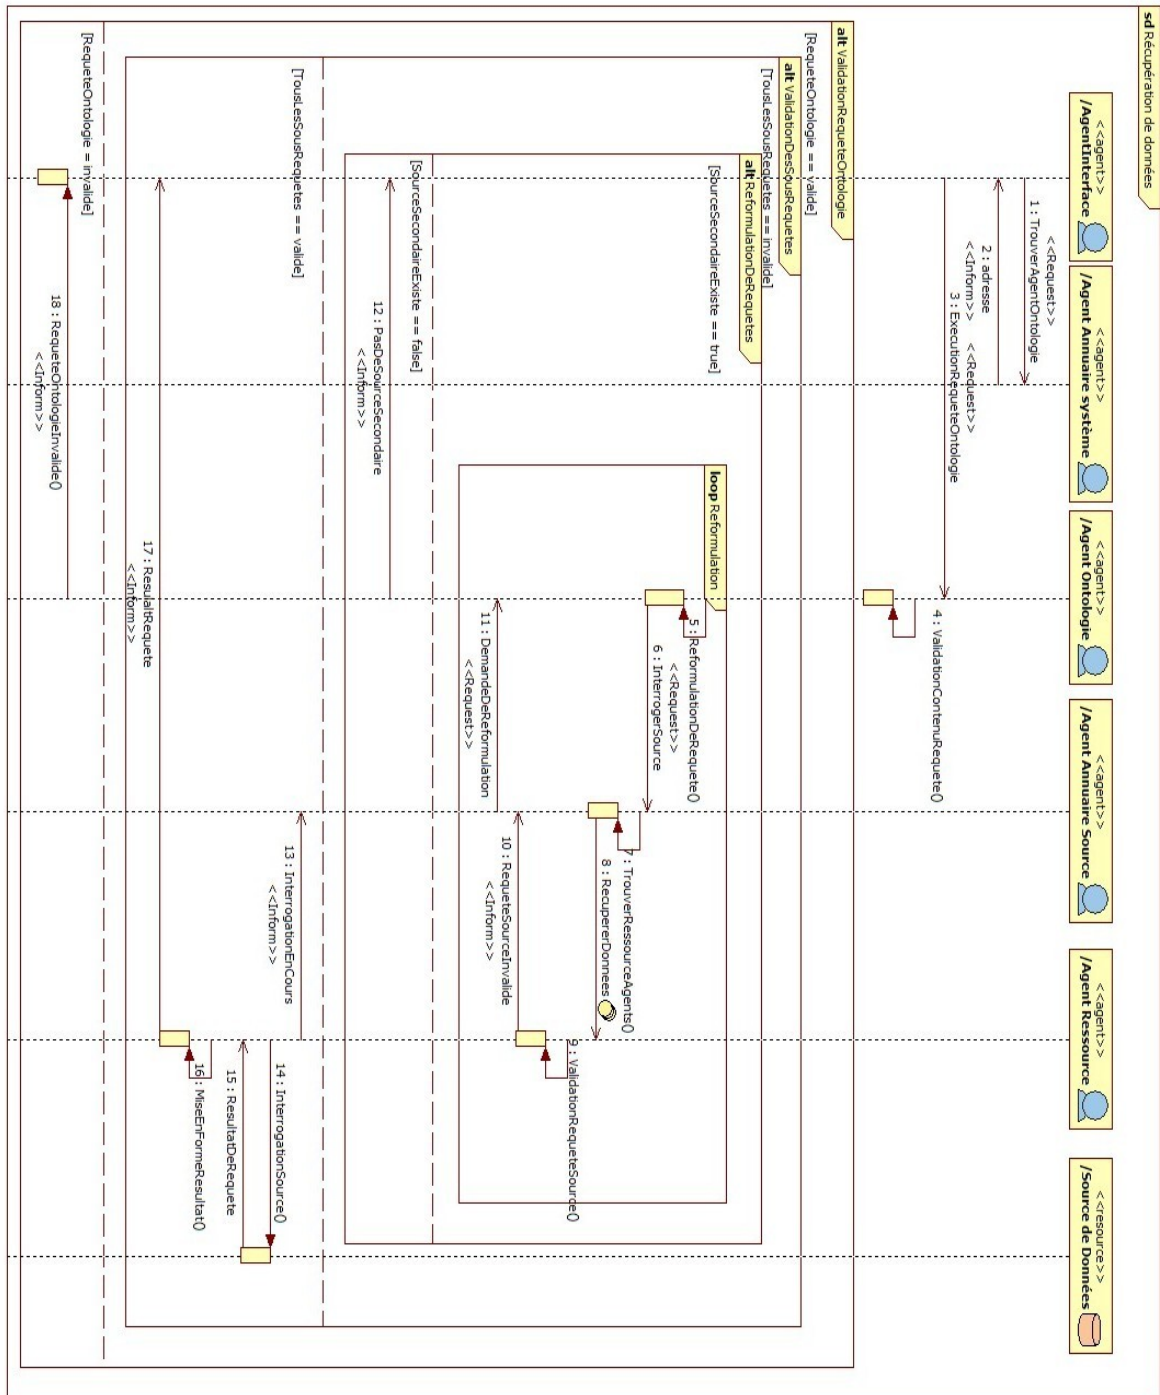 sd Récupération de données
<<agent>>
/AgentInterface
<<agent>>
/Agent Annuaire système
<<agent>>
/Agent Ontologie
<<agent>>
/Agent Annuaire Source
<<agent>>
/Agent Ressource
<<resource>>
/Source de Données
<<Request>>
1 : TrouverAgentOntologie
2 : adresse
<<Inform>>
<<Request>>
3 : ExecutionRequeteOntologie
4 : ValidationContenuRequete()
alt ValidationRequeteOntologie
[RequeteOntologie == valide]
alt ValidationDesSousRequetes
[TousLesSousRequetes == invalide]
alt ReformulationDeRequetes
[SourceSecondaireExiste == true]
loop Reformulation
5 : ReformulationDeRequete()
<<Request>>
6 : InterrogerSource
7 : TrouverRessourceAgents()
8 : RecupererDonnees
9 : ValidationRequeteSource()
10 : RequeteSourceInvalide
<<Inform>>
11 : DemandeDeReformulation
<<Request>>
[SourceSecondaireExiste == false]
12 : PasDeSourceSecondaire
<<Inform>>
[TousLesSousRequetes == valide]
13 : InterrogationEnCours
<<Inform>>
14 : InterrogationSource()
15 : ResultatDeRequete
16 : MiseEnFormeResultat()
17 : ResulaltRequete
<<Inform>>
[RequeteOntologie = invalide]
18 : RequeteOntologieInvalide()
<<Inform>>